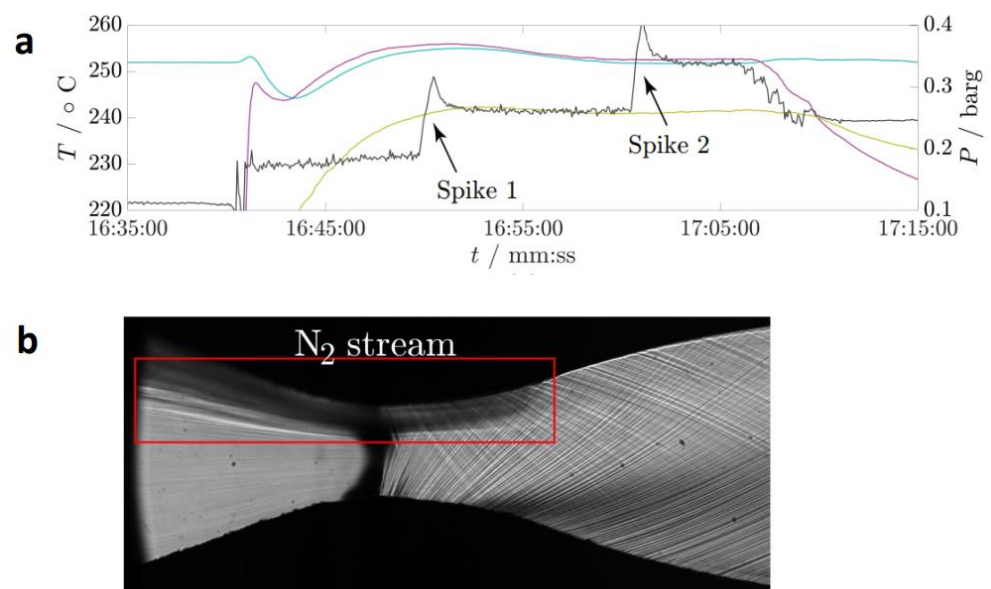 a
260
250
240
230
220
T / ∘ C
0.4
0.3
0.2
0.1
P / barg
Spike 1
Spike 2
16:35:00
16:45:00
16:55:00
17:05:00
17:15:00
t / mm:ss
b
N₂ stream